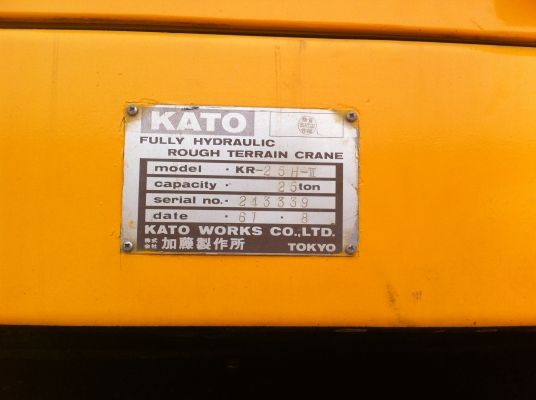 KATO
FULLY HYDRAULIC
ROUGH TERRAIN CRANE
model · KR-25H-II
capacity · 25ton
serial no. · 243339
date · 61 · 8
KATO WORKS CO.,LTD.
株式会社 加藤製作所 TOKYO